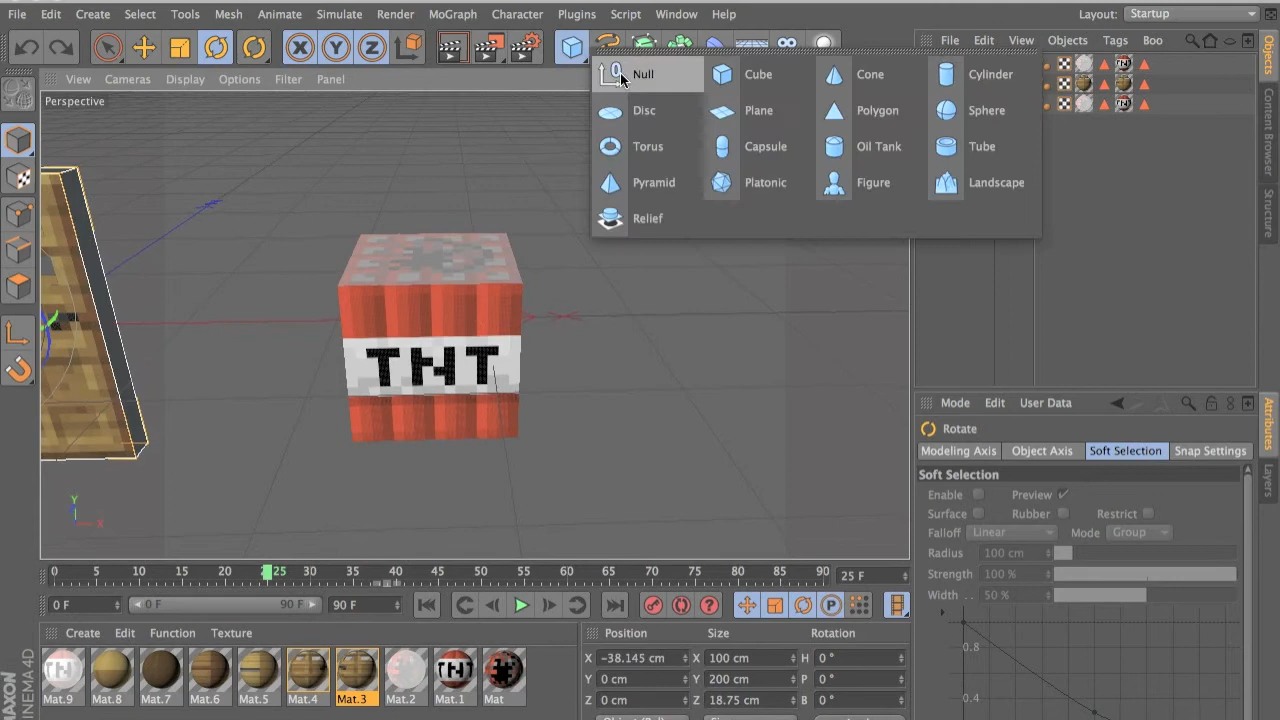 File Edit Create Select Tools Mesh Animate Simulate Render MoGraph Character Plugins Script Window Help Layout: Startup
X Y Z
File Edit View Objects Tags Boo
View Cameras Display Options Filter Panel
Perspective
Null Cube Cone Cylinder
Disc Plane Polygon Sphere
Torus Capsule Oil Tank Tube
Pyramid Platonic Figure Landscape
Relief
Objects
Content Browser
Structure
TNT
Y
X
Mode Edit User Data
Rotate
Modeling Axis Object Axis Soft Selection Snap Settings
Soft Selection
Enable Preview
Surface Rubber Restrict
Falloff Linear Mode Group
Radius 100 cm
Strength 100 %
Width . . 50 %
0.8
0.4
Attributes
Layers
0 5 10 15 20 25 30 35 40 45 50 55 60 65 70 75 80 85 90 25 F
0 F 0 F 90 F 90 F
P
Create Edit Function Texture
Mat.9 Mat.8 Mat.7 Mat.6 Mat.5 Mat.4 Mat.3 Mat.2 Mat.1 Mat
Position Size Rotation
X -38.145 cm X 100 cm H 0 °
Y 0 cm Y 200 cm P 0 °
Z 0 cm Z 18.75 cm B 0 °
MAXON
CINEMA 4D